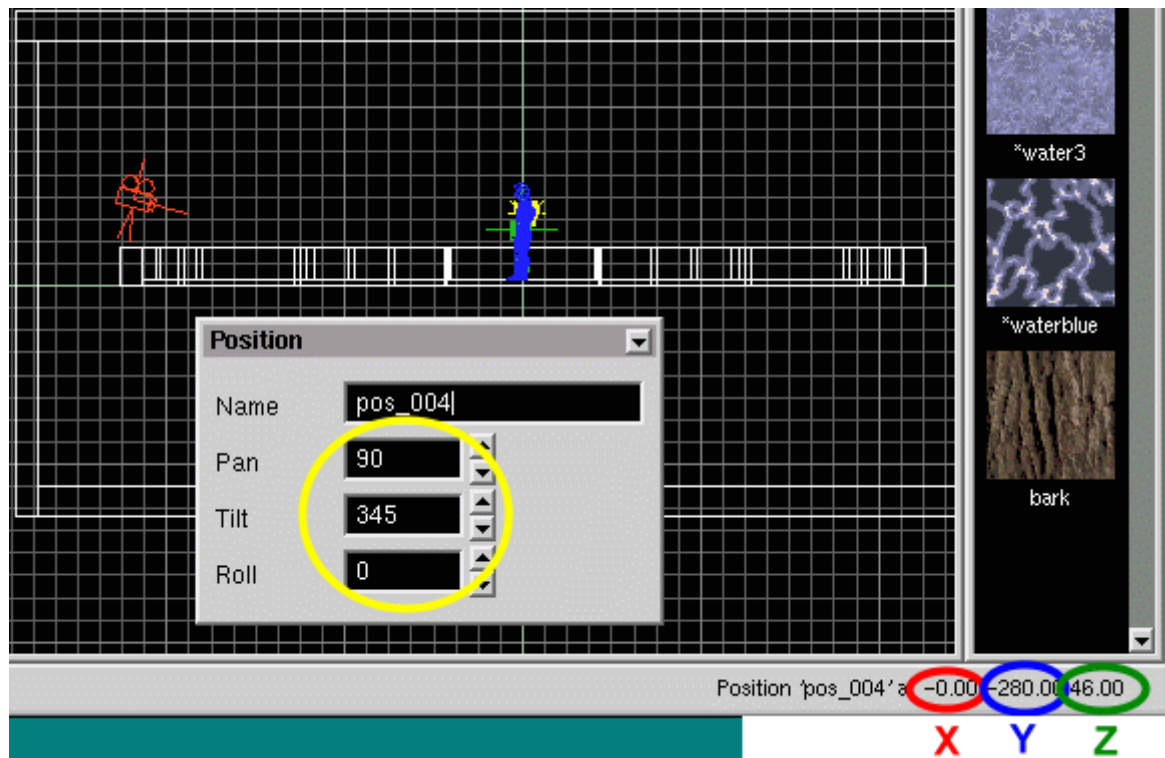 *water3
*waterblue
bark
Position
Name pos_004
Pan 90
Tilt 345
Roll 0
Position 'pos_004' a -0.00 -280.00 46.00
X Y Z